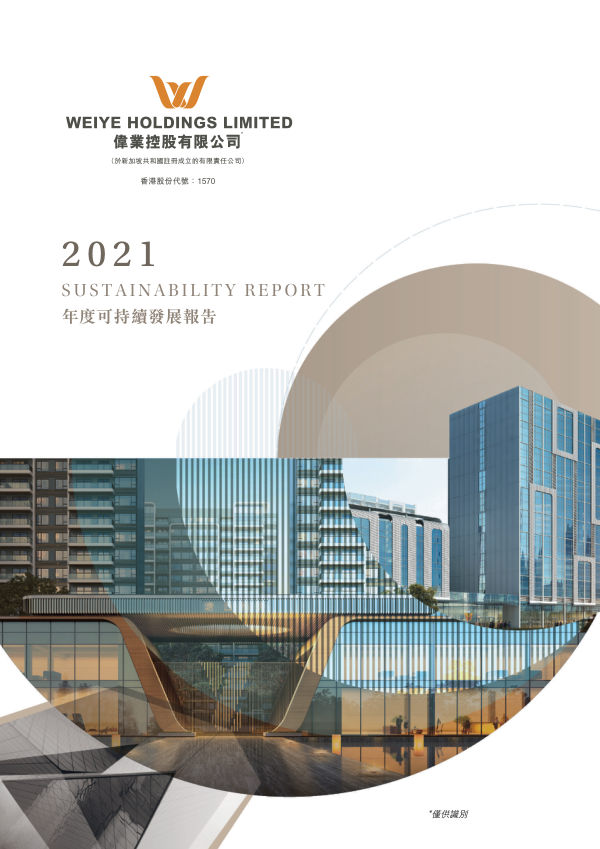 WEIYE HOLDINGS LIMITED
偉業控股有限公司*
（於新加坡共和國註冊成立的有限責任公司）
香港股份代號：1570
2021
SUSTAINABILITY REPORT
年度可持續發展報告
*僅供識別